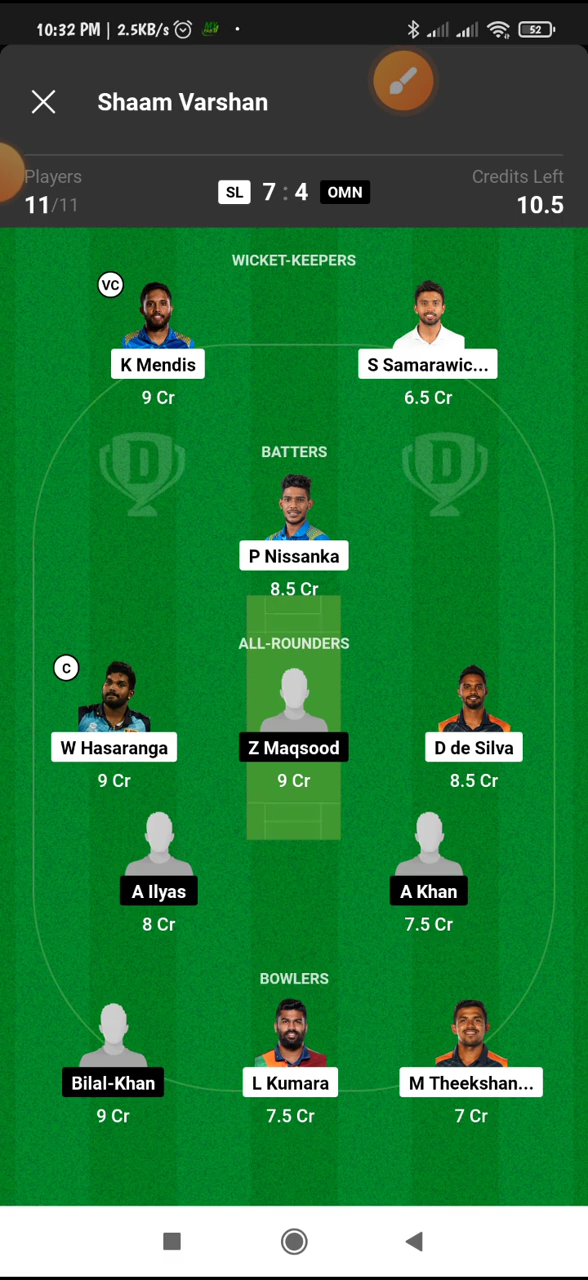 10:32 PM | 2.5KB/s
52
Shaam Varshan
Players
Credits Left
11/11
SL 7 : 4 OMN
10.5
WICKET-KEEPERS
VC
K Mendis
S Samarawic...
9 Cr
6.5 Cr
BATTERS
D
D
P Nissanka
8.5 Cr
ALL-ROUNDERS
C
W Hasaranga
Z Maqsood
D de Silva
9 Cr
9 Cr
8.5 Cr
A Ilyas
A Khan
8 Cr
7.5 Cr
BOWLERS
Bilal-Khan
L Kumara
M Theekshan...
9 Cr
7.5 Cr
7 Cr